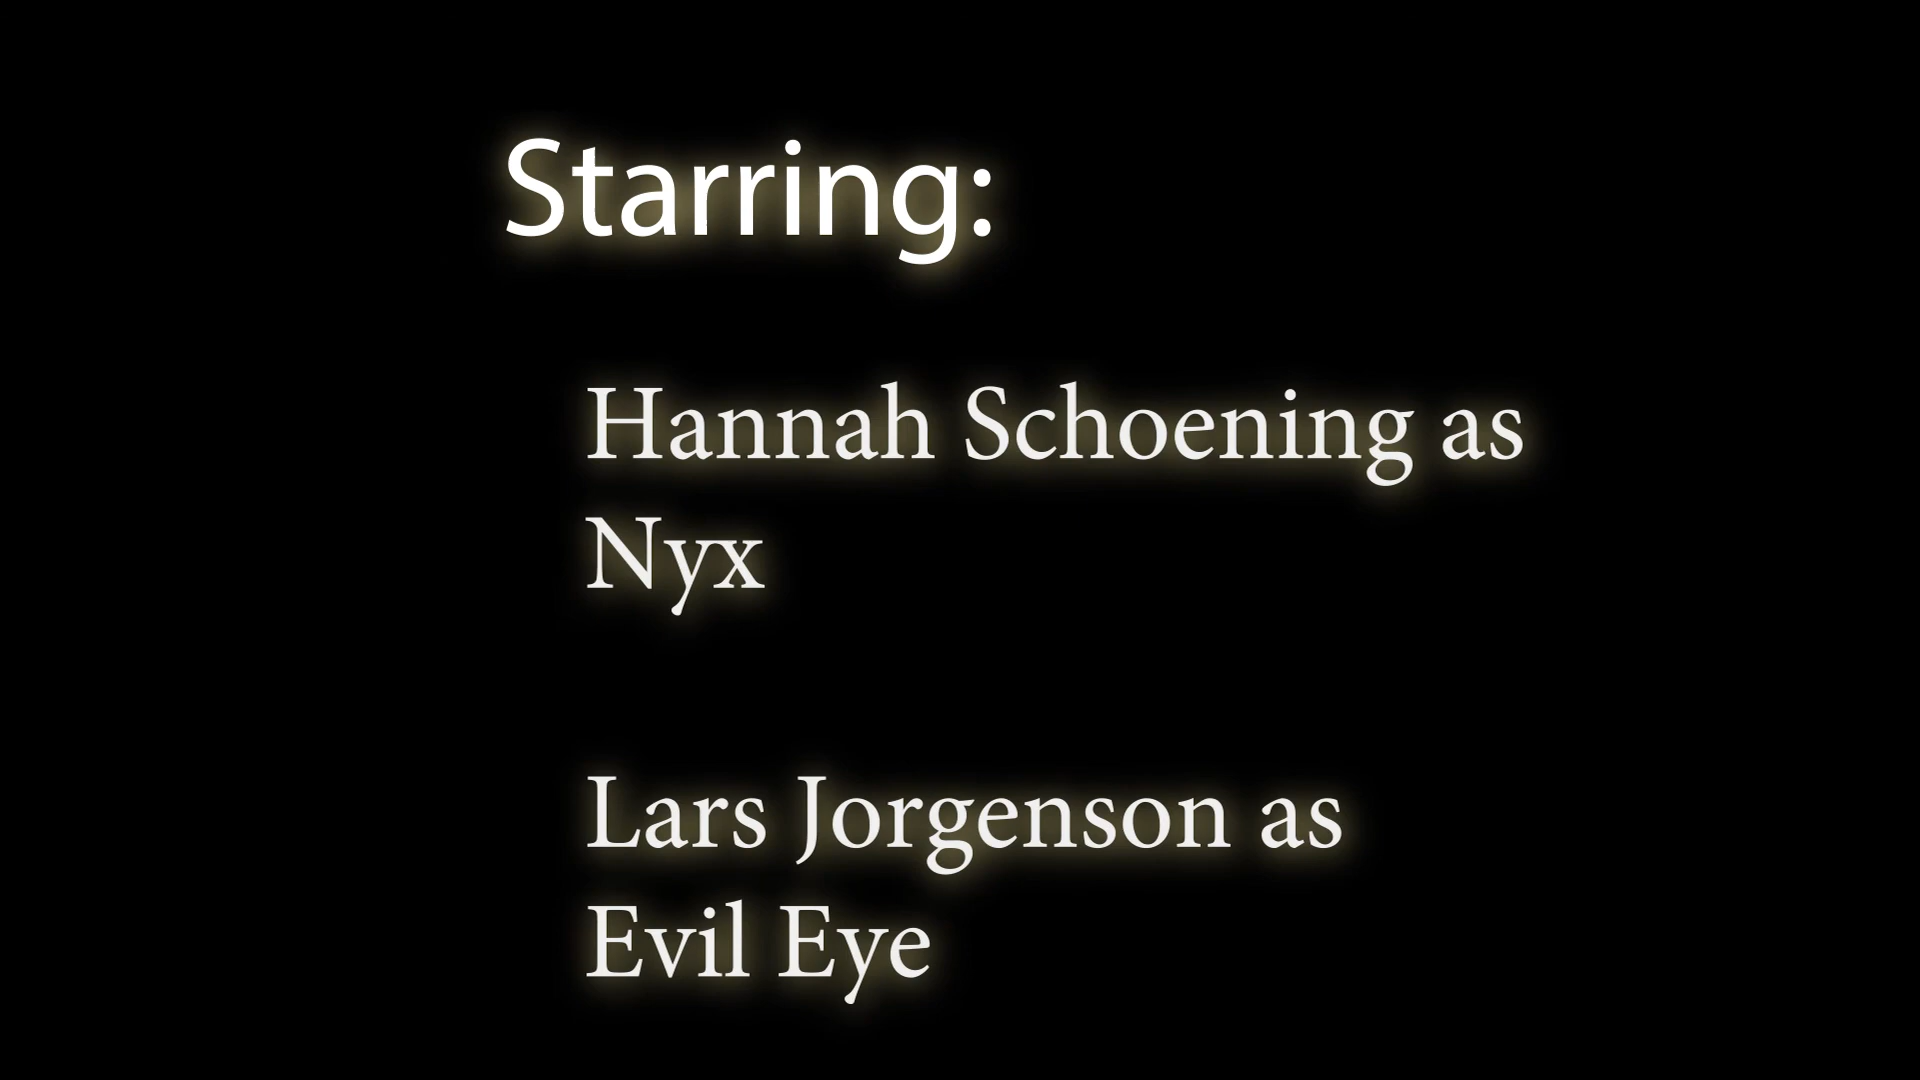 Starring:
Hannah Schoening as
Nyx
Lars Jorgenson as
Evil Eye